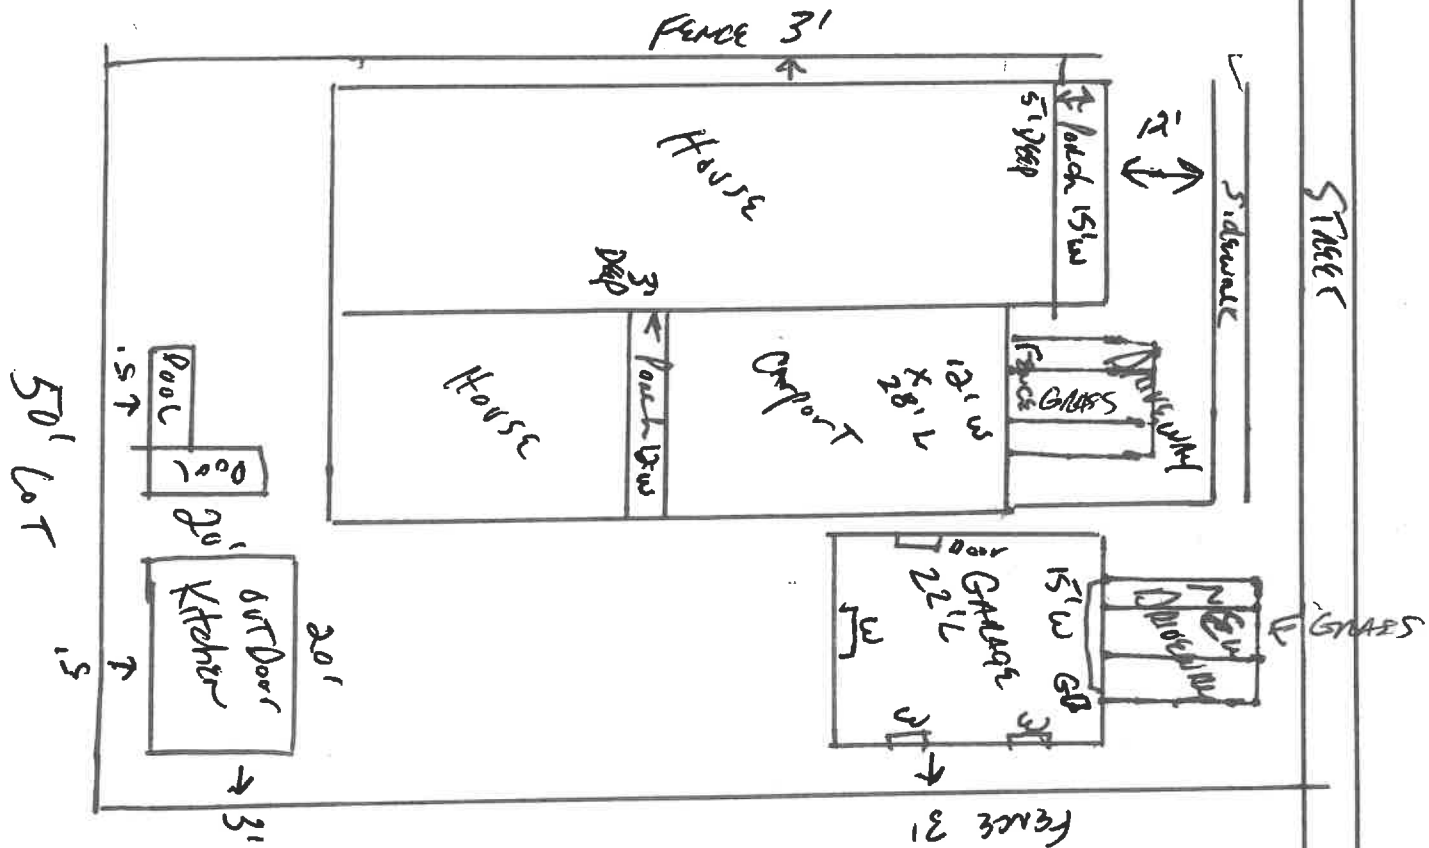 FENCE 3'
STREET
Sidewalk
12'
Porch 15'W
5' Deep
House
3'
Deep
Porch 12'W
House
Carport
12' W
X
28' L
Fence
GRASS
DRIVEWAY
Pool
5'
Pool
20'
50' LOT
OUTDoor
Kitchen
20'
5'
3'
Door
GARAGE
22'L
15'W
GD
W
W
W
NEW
DRIVEWAY
GRASS
FENCE 3'